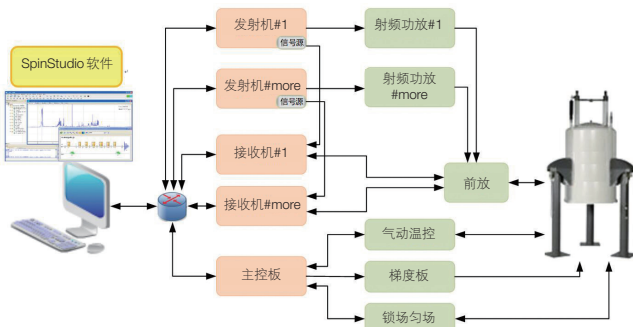 发射机#1
信号源
射频功放#1
SpinStudio 软件
发射机#more
信号源
射频功放
#more
接收机#1
前放
接收机#more
气动温控
主控板
梯度板
锁场匀场